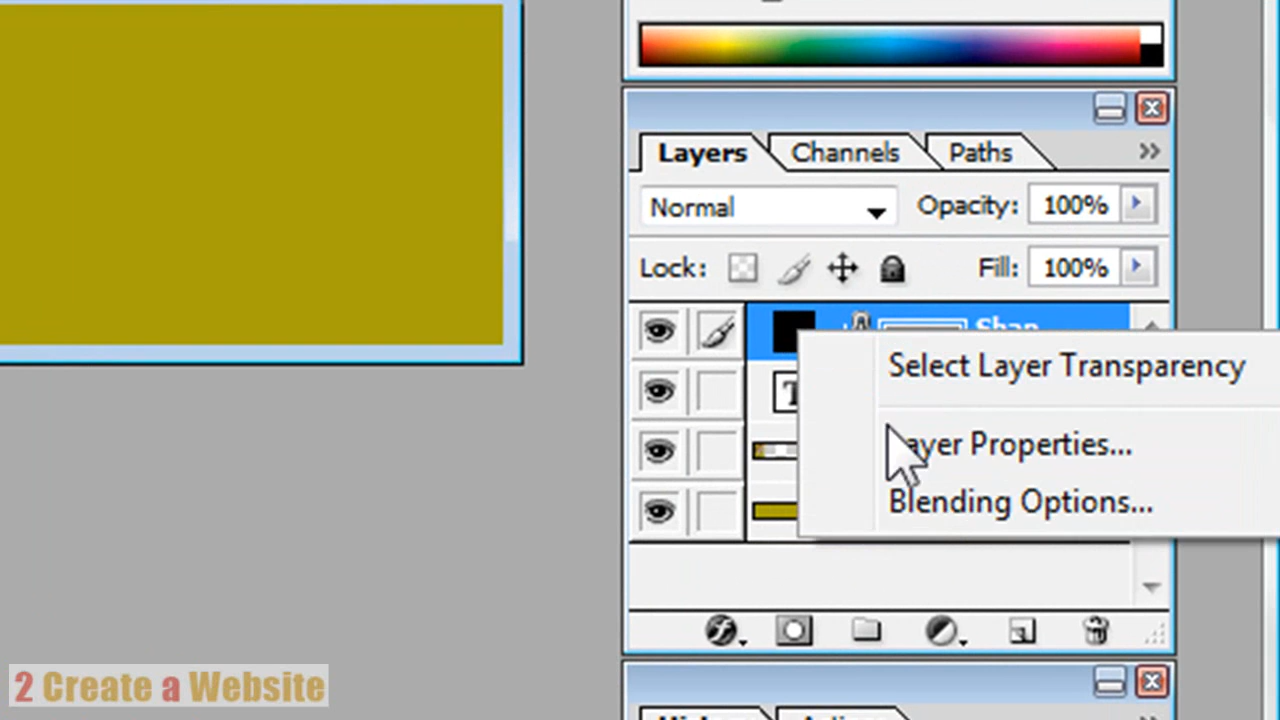 Layers Channels Paths
Normal Opacity: 100%
Lock: Fill: 100%
Select Layer Transparency
Layer Properties...
Blending Options...
2 Create a Website